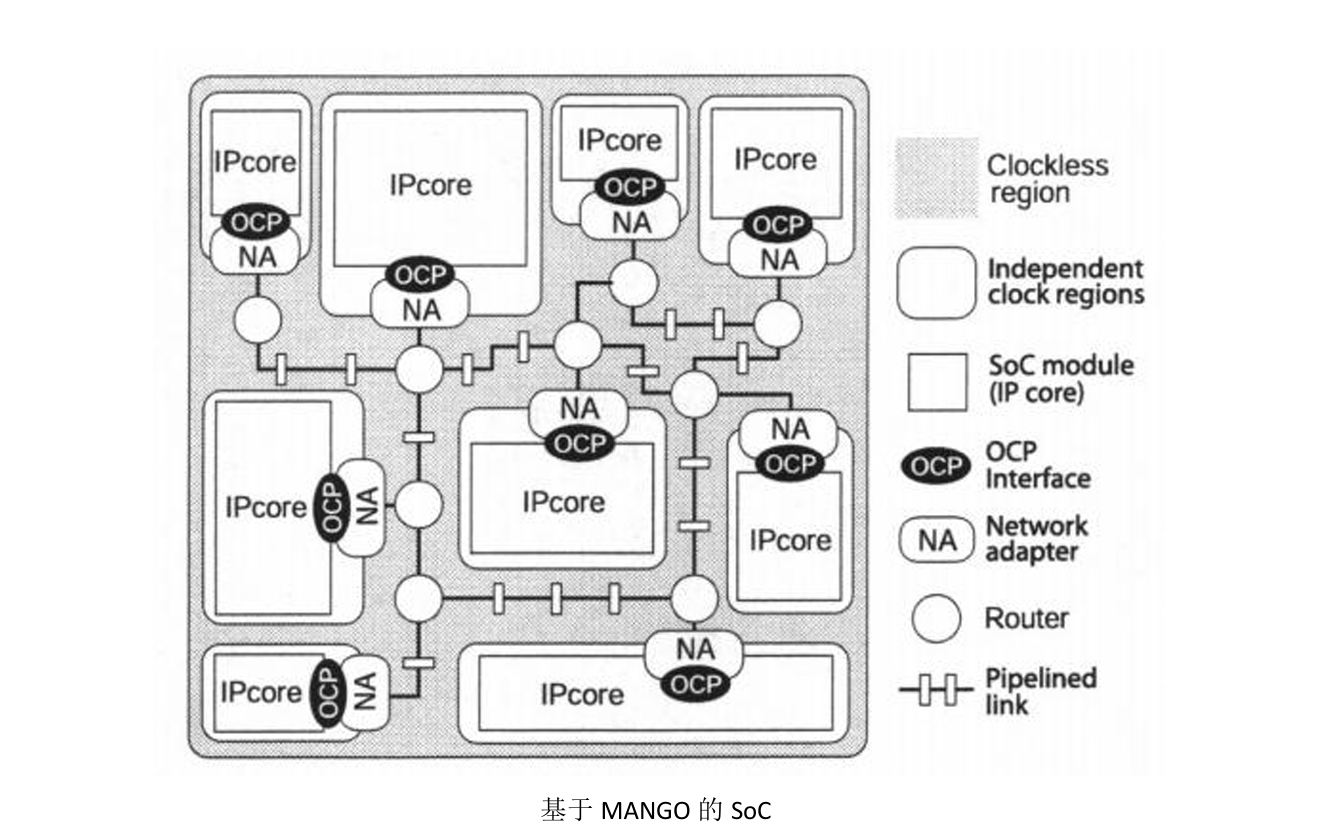 IPcore
OCP
NA
IPcore
OCP
NA
IPcore
OCP
NA
IPcore
OCP
NA
IPcore
OCP
NA
NA
OCP
IPcore
NA
OCP
IPcore
IPcore
OCP
NA
NA
OCP
IPcore
Clockless
region
Independent
clock regions
SoC module
(IP core)
OCP
OCP
Interface
NA
Network
adapter
Router
Pipelined
link
基于 MANGO 的 SoC